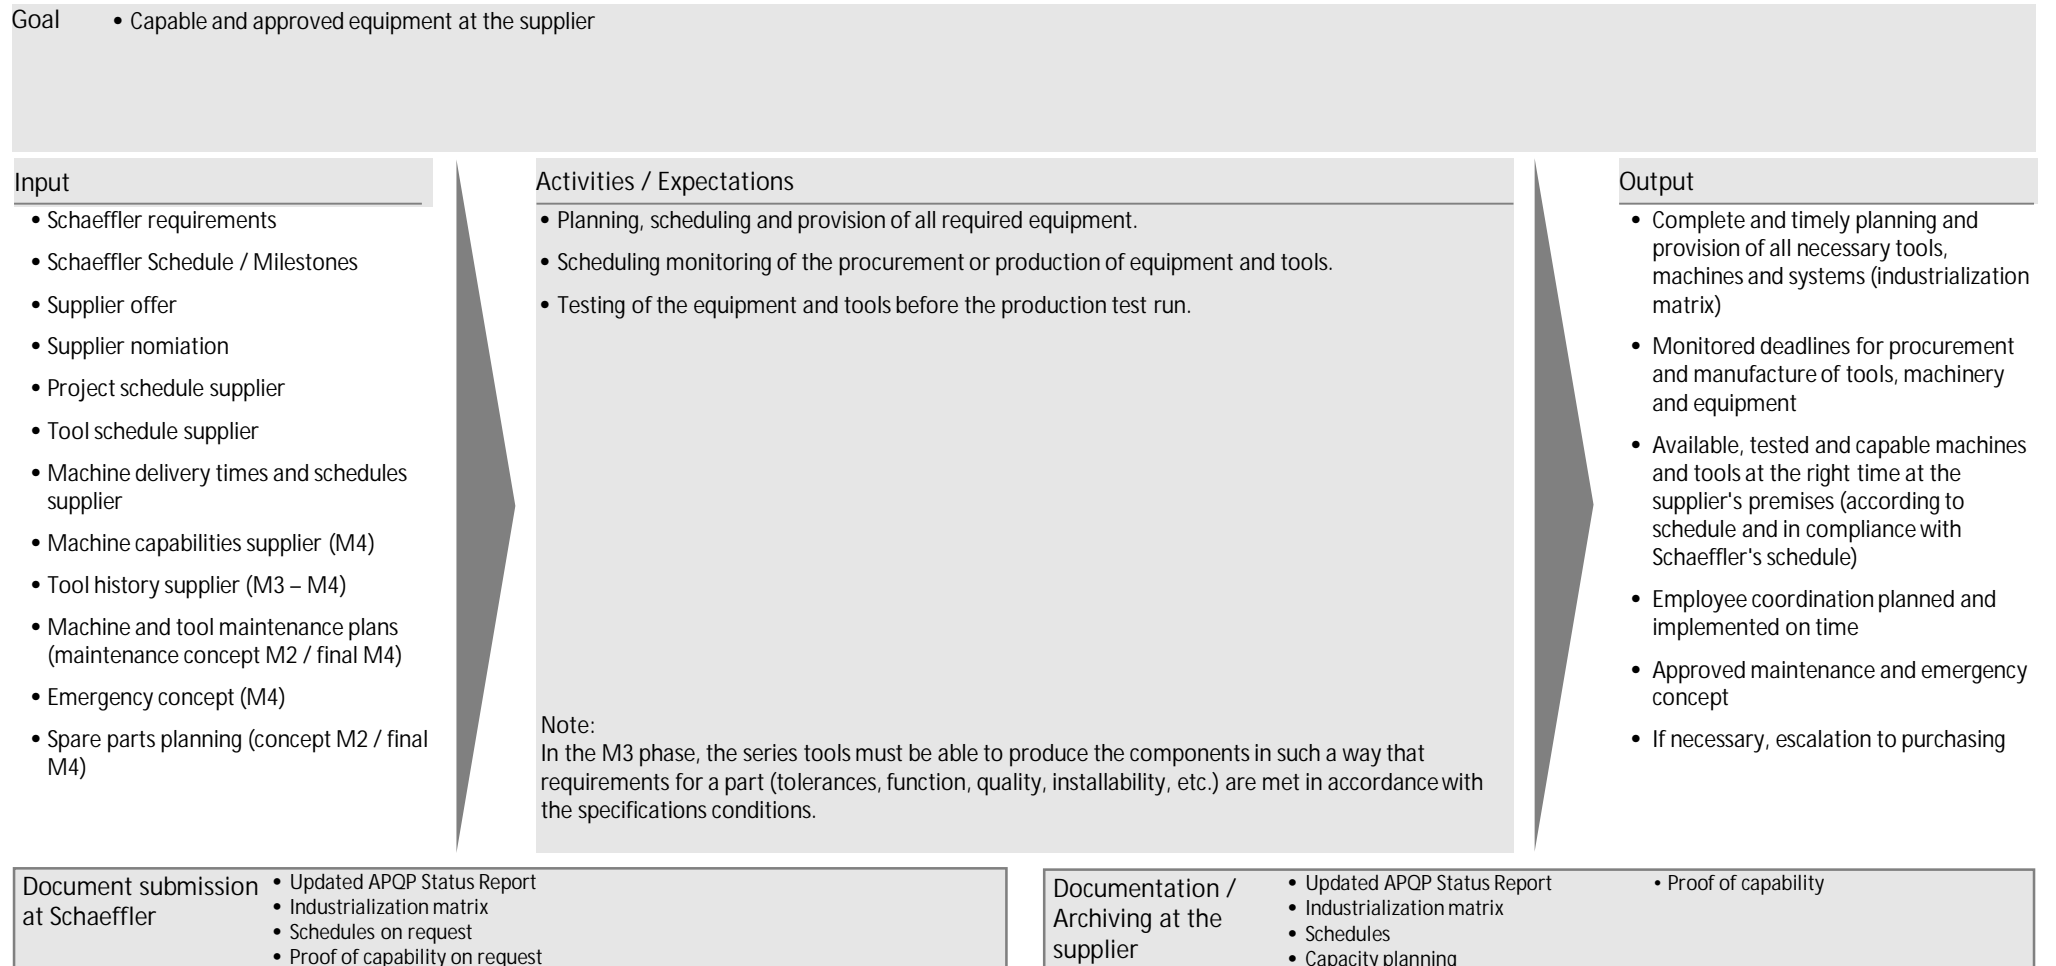 Goal
• Capable and approved equipment at the supplier
Input
• Schaeffler requirements
• Schaeffler Schedule / Milestones
• Supplier offer
• Supplier nomiation
• Project schedule supplier
• Tool schedule supplier
• Machine delivery times and schedules
supplier
• Machine capabilities supplier (M4)
• Tool history supplier (M3 – M4)
• Machine and tool maintenance plans
(maintenance concept M2 / final M4)
• Emergency concept (M4)
• Spare parts planning (concept M2 / final
M4)
Activities / Expectations
• Planning, scheduling and provision of all required equipment.
• Scheduling monitoring of the procurement or production of equipment and tools.
• Testing of the equipment and tools before the production test run.
Note:
In the M3 phase, the series tools must be able to produce the components in such a way that
requirements for a part (tolerances, function, quality, installability, etc.) are met in accordance with
the specifications conditions.
Output
• Complete and timely planning and
provision of all necessary tools,
machines and systems (industrialization
matrix)
• Monitored deadlines for procurement
and manufacture of tools, machinery
and equipment
• Available, tested and capable machines
and tools at the right time at the
supplier's premises (according to
schedule and in compliance with
Schaeffler's schedule)
• Employee coordination planned and
implemented on time
• Approved maintenance and emergency
concept
• If necessary, escalation to purchasing
Document submission
at Schaeffler
• Updated APQP Status Report
• Industrialization matrix
• Schedules on request
• Proof of capability on request
Documentation /
Archiving at the
supplier
• Updated APQP Status Report
• Industrialization matrix
• Schedules
• Capacity planning
• Proof of capability